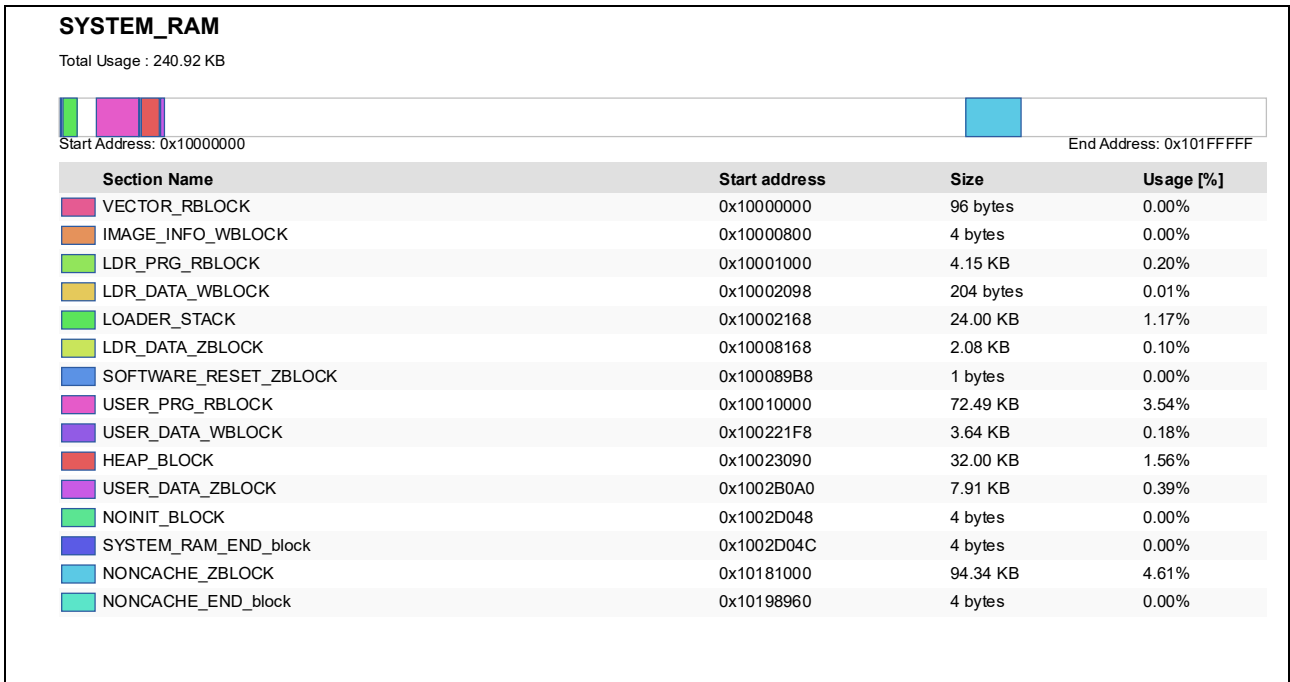 SYSTEM_RAM
Total Usage : 240.92 KB
Start Address: 0x10000000 End Address: 0x101FFFFF
Section Name Start address Size Usage [%]
VECTOR_RBLOCK 0x10000000 96 bytes 0.00%
IMAGE_INFO_WBLOCK 0x10000800 4 bytes 0.00%
LDR_PRG_RBLOCK 0x10001000 4.15 KB 0.20%
LDR_DATA_WBLOCK 0x10002098 204 bytes 0.01%
LOADER_STACK 0x10002168 24.00 KB 1.17%
LDR_DATA_ZBLOCK 0x10008168 2.08 KB 0.10%
SOFTWARE_RESET_ZBLOCK 0x100089B8 1 bytes 0.00%
USER_PRG_RBLOCK 0x10010000 72.49 KB 3.54%
USER_DATA_WBLOCK 0x100221F8 3.64 KB 0.18%
HEAP_BLOCK 0x10023090 32.00 KB 1.56%
USER_DATA_ZBLOCK 0x1002B0A0 7.91 KB 0.39%
NOINIT_BLOCK 0x1002D048 4 bytes 0.00%
SYSTEM_RAM_END_block 0x1002D04C 4 bytes 0.00%
NONCACHE_ZBLOCK 0x10181000 94.34 KB 4.61%
NONCACHE_END_block 0x10198960 4 bytes 0.00%